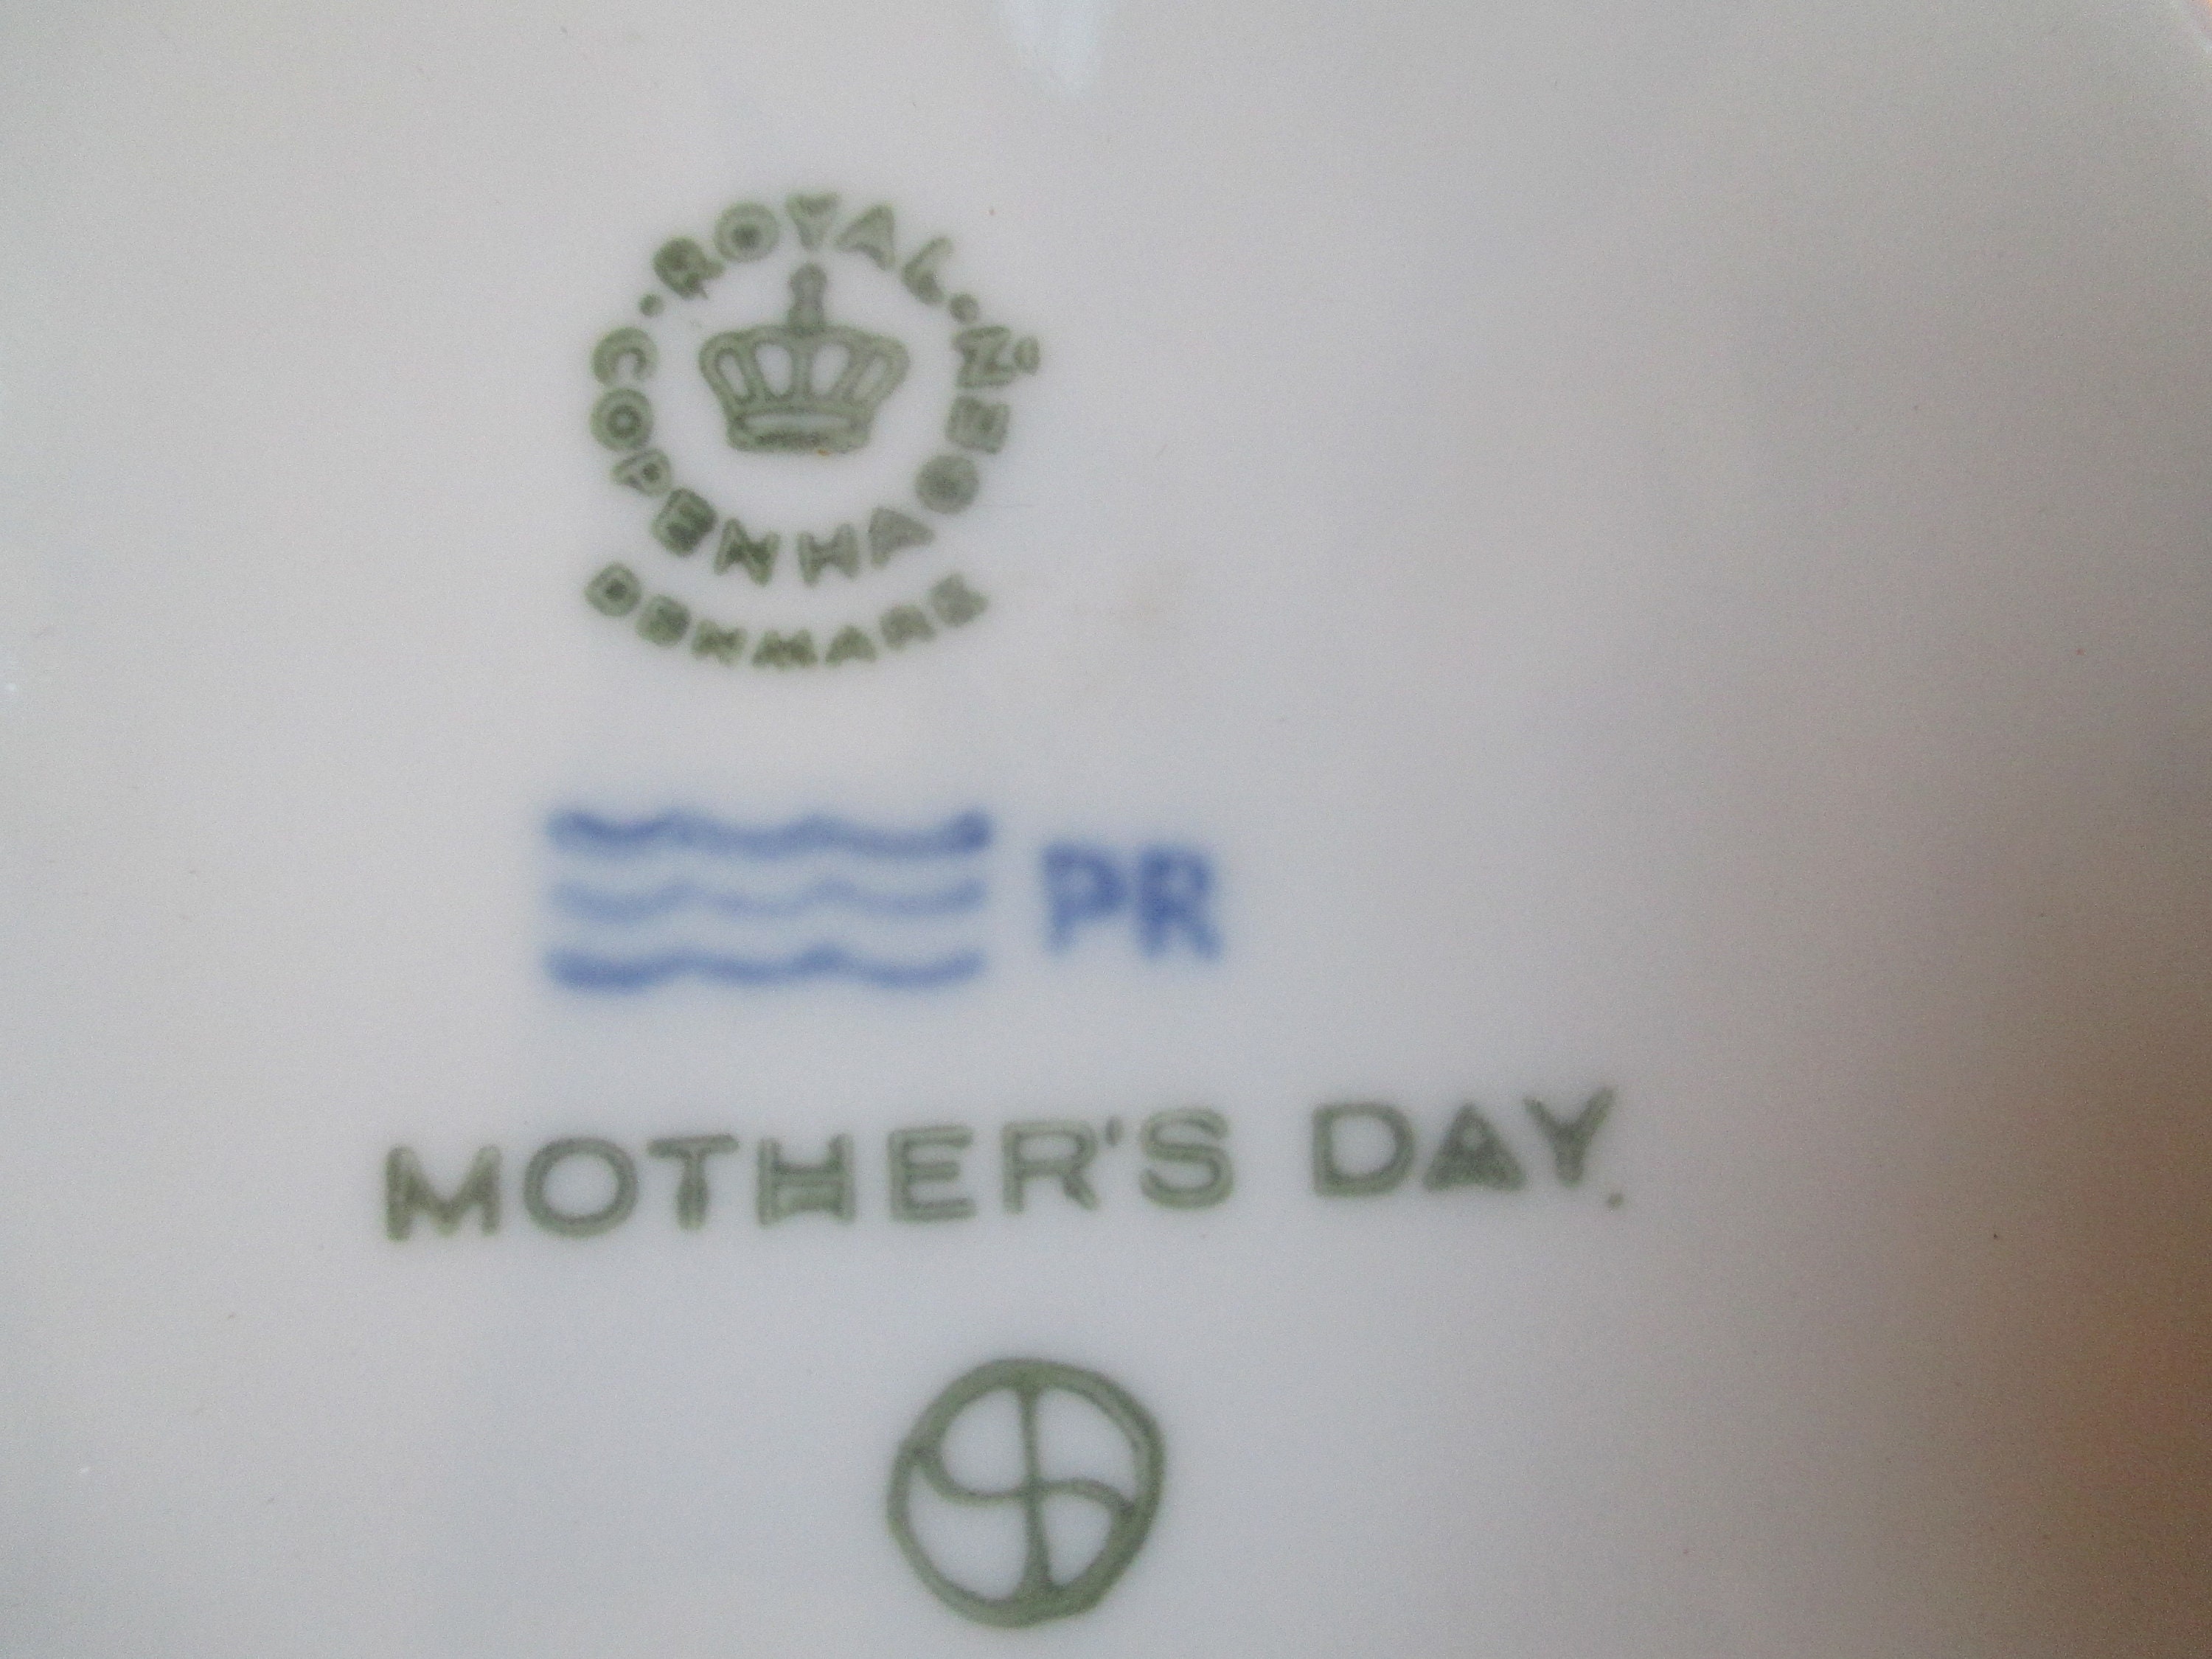 ROYAL
COPENHAGEN
DENMARK
PR
MOTHER'S DAY.